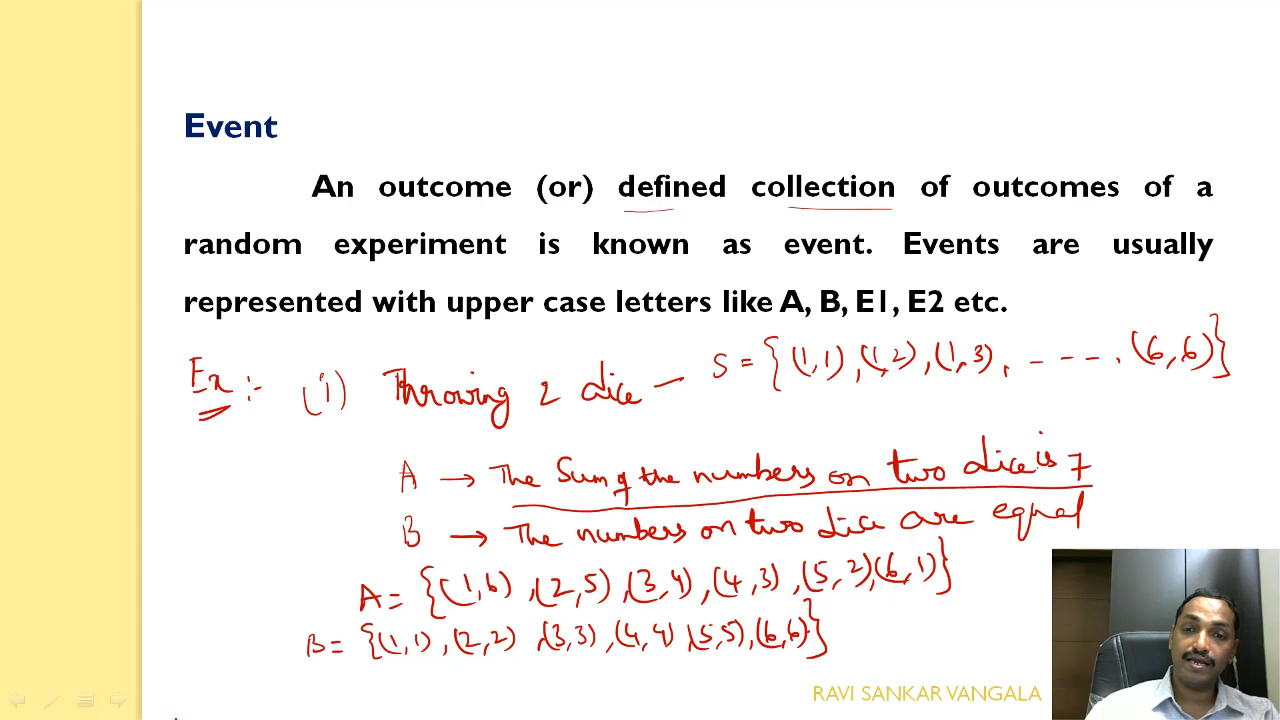 Event
An outcome (or) defined collection of outcomes of a
random experiment is known as event. Events are usually
represented with upper case letters like A, B, E1, E2 etc.
Ex :- (i) Throwing 2 dice — S = {(1,1), (1,2), (1,3), - - - -, (6,6)}
A → The Sum of the numbers on two dice is 7
B → The numbers on two dice are equal
A = {(1,6), (2,5), (3,4), (4,3), (5,2)(6,1)}
B = {(1,1), (2,2), (3,3), (4,4), (5,5), (6,6)}
RAVI SANKAR VANGALA